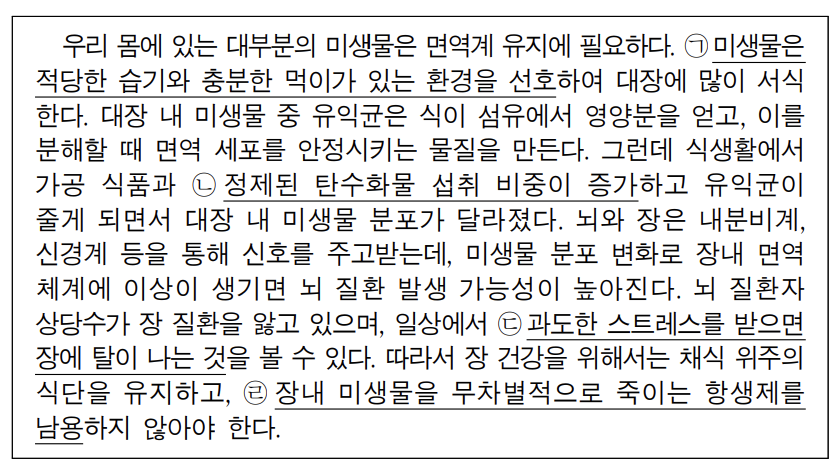 우리 몸에 있는 대부분의 미생물은 면역계 유지에 필요하다. ㉠ 미생물은
적당한 습기와 충분한 먹이가 있는 환경을 선호하여 대장에 많이 서식
한다. 대장 내 미생물 중 유익균은 식이 섬유에서 영양분을 얻고, 이를
분해할 때 면역 세포를 안정시키는 물질을 만든다. 그런데 식생활에서
가공 식품과 ㉡ 정제된 탄수화물 섭취 비중이 증가하고 유익균이
줄게 되면서 대장 내 미생물 분포가 달라졌다. 뇌와 장은 내분비계,
신경계 등을 통해 신호를 주고받는데, 미생물 분포 변화로 장내 면역
체계에 이상이 생기면 뇌 질환 발생 가능성이 높아진다. 뇌 질환자
상당수가 장 질환을 앓고 있으며, 일상에서 ㉢ 과도한 스트레스를 받으면
장에 탈이 나는 것을 볼 수 있다. 따라서 장 건강을 위해서는 채식 위주의
식단을 유지하고, ㉣ 장내 미생물을 무차별적으로 죽이는 항생제를
남용하지 않아야 한다.